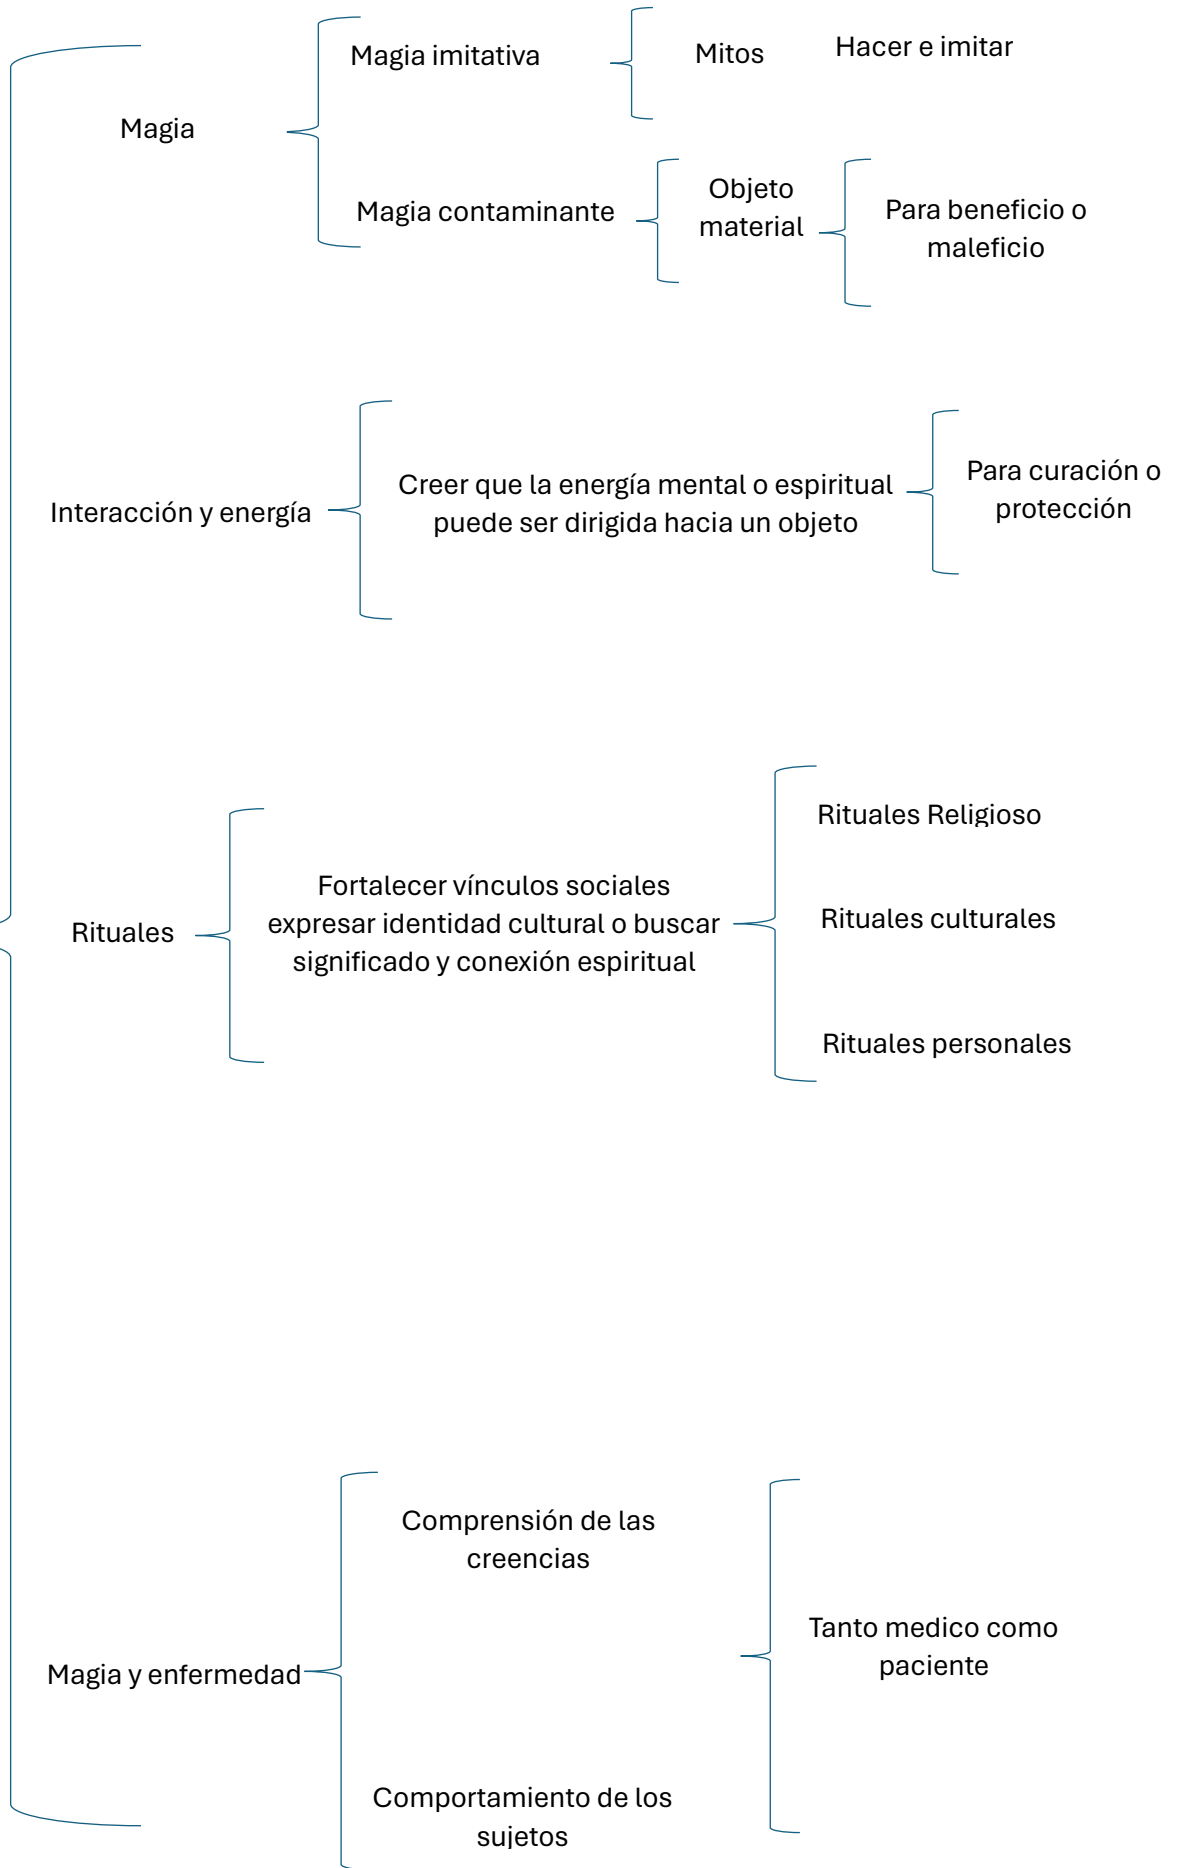 Magia
Magia imitativa
Mitos
Hacer e imitar
Magia contaminante
Objeto
material
Para beneficio o
maleficio
Interacción y energía
Creer que la energía mental o espiritual
puede ser dirigida hacia un objeto
Para curación o
protección
Rituales
Fortalecer vínculos sociales
expresar identidad cultural o buscar
significado y conexión espiritual
Rituales Religioso
Rituales culturales
Rituales personales
Magia y enfermedad
Comprensión de las
creencias
Comportamiento de los
sujetos
Tanto medico como
paciente